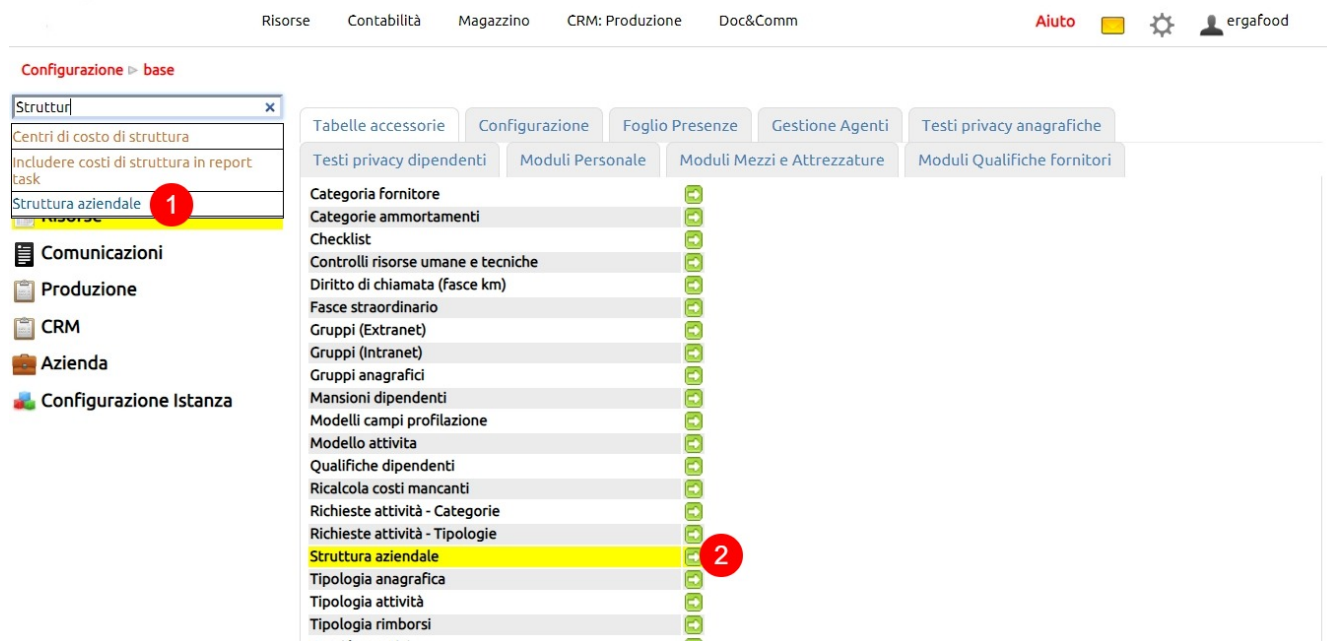 Risorse Contabilità Magazzino CRM: Produzione Doc&Comm Aiuto ergafood
Configurazione ▷ base
Struttur ×
Centri di costo di struttura
Includere costi di struttura in report
task
Struttura aziendale 1
Risorse
Comunicazioni
Produzione
CRM
Azienda
Configurazione Istanza
Tabelle accessorie Configurazione Foglio Presenze Gestione Agenti Testi privacy anagrafiche
Testi privacy dipendenti Moduli Personale Moduli Mezzi e Attrezzature Moduli Qualifiche fornitori
Categoria fornitore
Categorie ammortamenti
Checklist
Controlli risorse umane e tecniche
Diritto di chiamata (fasce km)
Fasce straordinario
Gruppi (Extranet)
Gruppi (Intranet)
Gruppi anagrafici
Mansioni dipendenti
Modelli campi profilazione
Modello attivita
Qualifiche dipendenti
Ricalcola costi mancanti
Richieste attività - Categorie
Richieste attività - Tipologie
Struttura aziendale 2
Tipologia anagrafica
Tipologia attività
Tipologia rimborsi